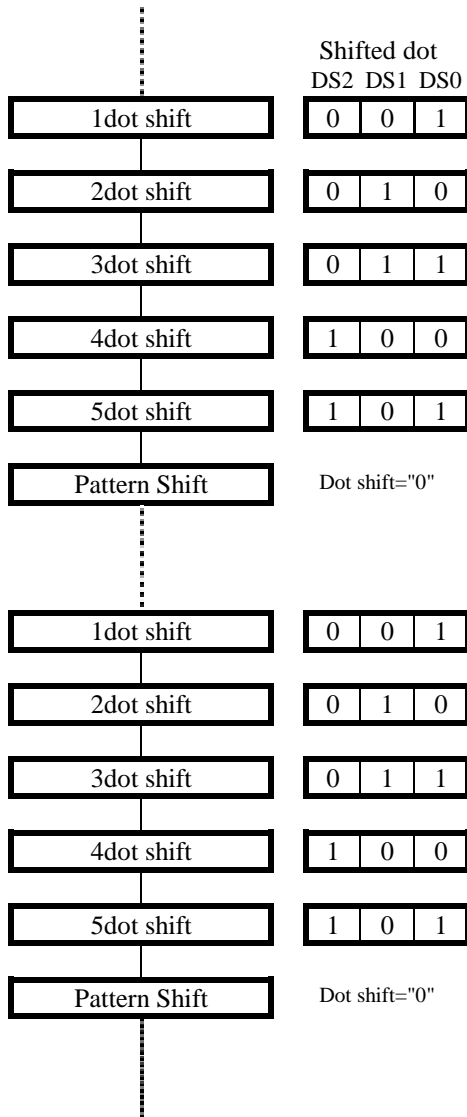 Shifted dot
DS2 DS1 DS0
1dot shift 0 0 1
2dot shift 0 1 0
3dot shift 0 1 1
4dot shift 1 0 0
5dot shift 1 0 1
Pattern Shift Dot shift="0"
1dot shift 0 0 1
2dot shift 0 1 0
3dot shift 0 1 1
4dot shift 1 0 0
5dot shift 1 0 1
Pattern Shift Dot shift="0"